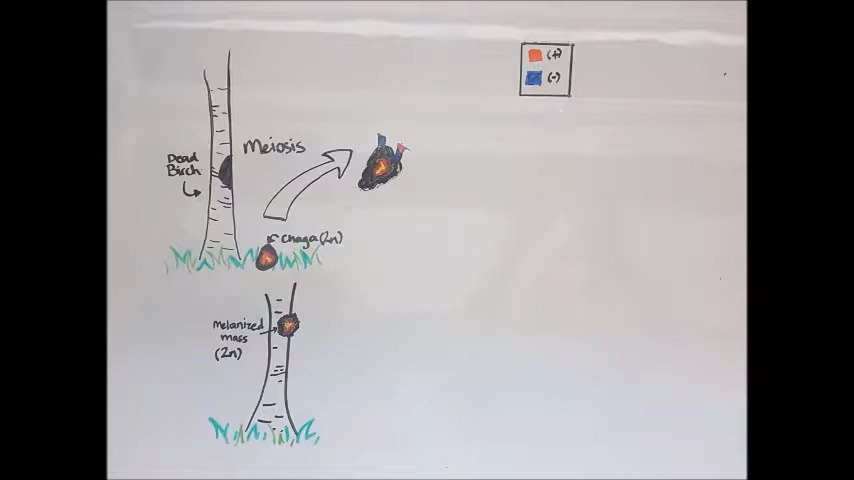 (+)
(-)
Meiosis
Dead
Birch
chaga (2n)
Melanized
mass
(2n)